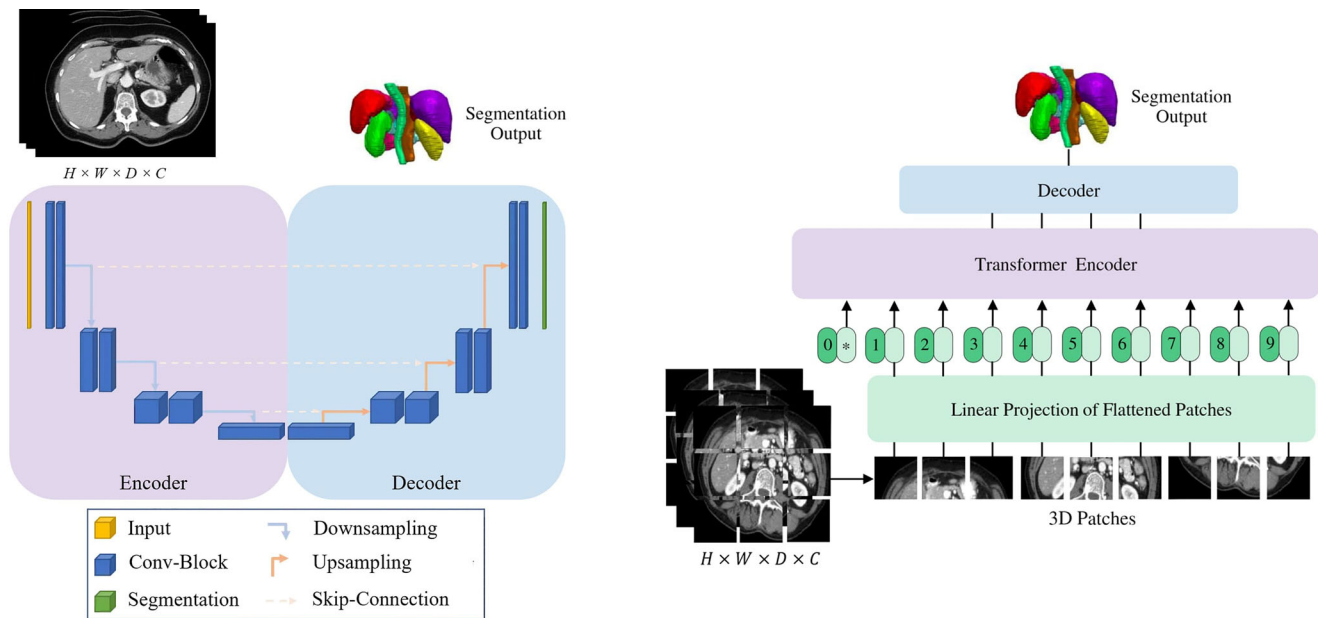 H × W × D × C
Segmentation
Output
Encoder
Decoder
Input
Downsampling
Conv-Block
Upsampling
Segmentation
Skip-Connection
Segmentation
Output
Decoder
Transformer Encoder
0 * 1 2 3 4 5 6 7 8 9
Linear Projection of Flattened Patches
3D Patches
H × W × D × C